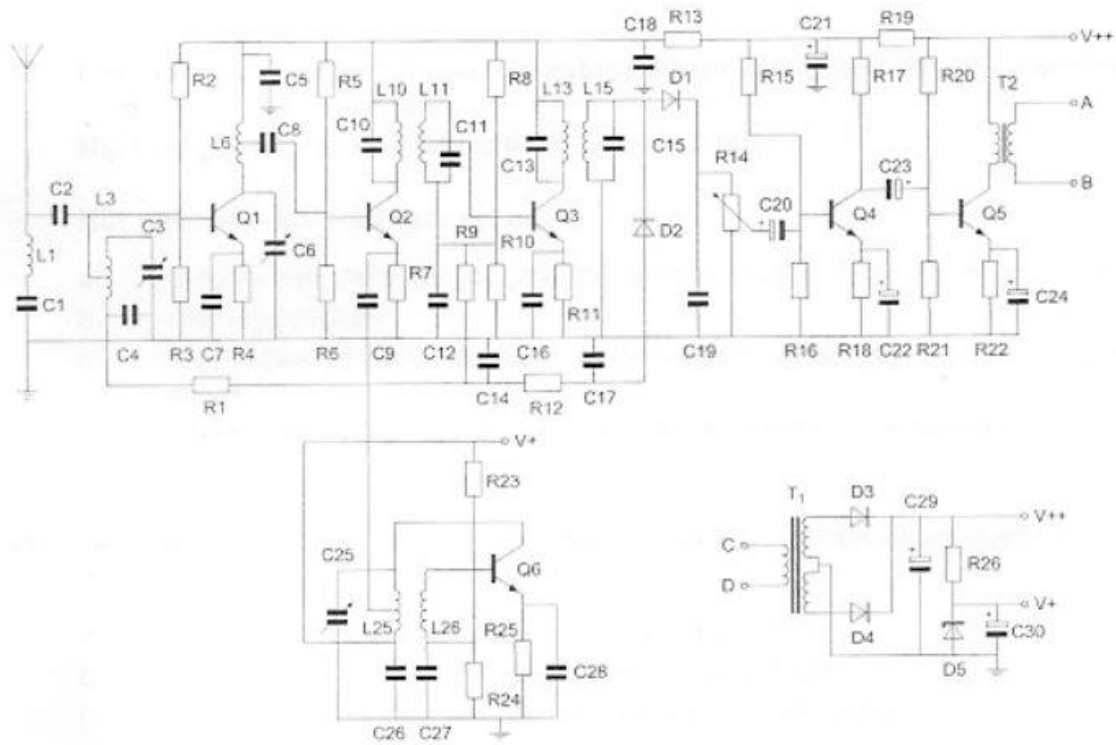 C18 R13 C21 R19 V++
R2 C5 R5 L10 L11 R8 L13 L15 D1 R15 R17 R20 T2
C8 C10 C11 C13 C15 A
L6 R14 C23
C2 L3 C3 Q1 Q2 Q3 C20 Q4 Q5 B
L1 C6 R9 R10 D2
C1 R7 R11 C24
C4 R3 C7 R4 R6 C9 C12 C16 C19 R16 R18 C22 R21 R22
R1 C14 R12 C17
V+
R23 T1 D3 C29 V++
C25 Q6 C R26
D V+
L25 L26 R25 D4 C30
R24 C28 D5
C26 C27